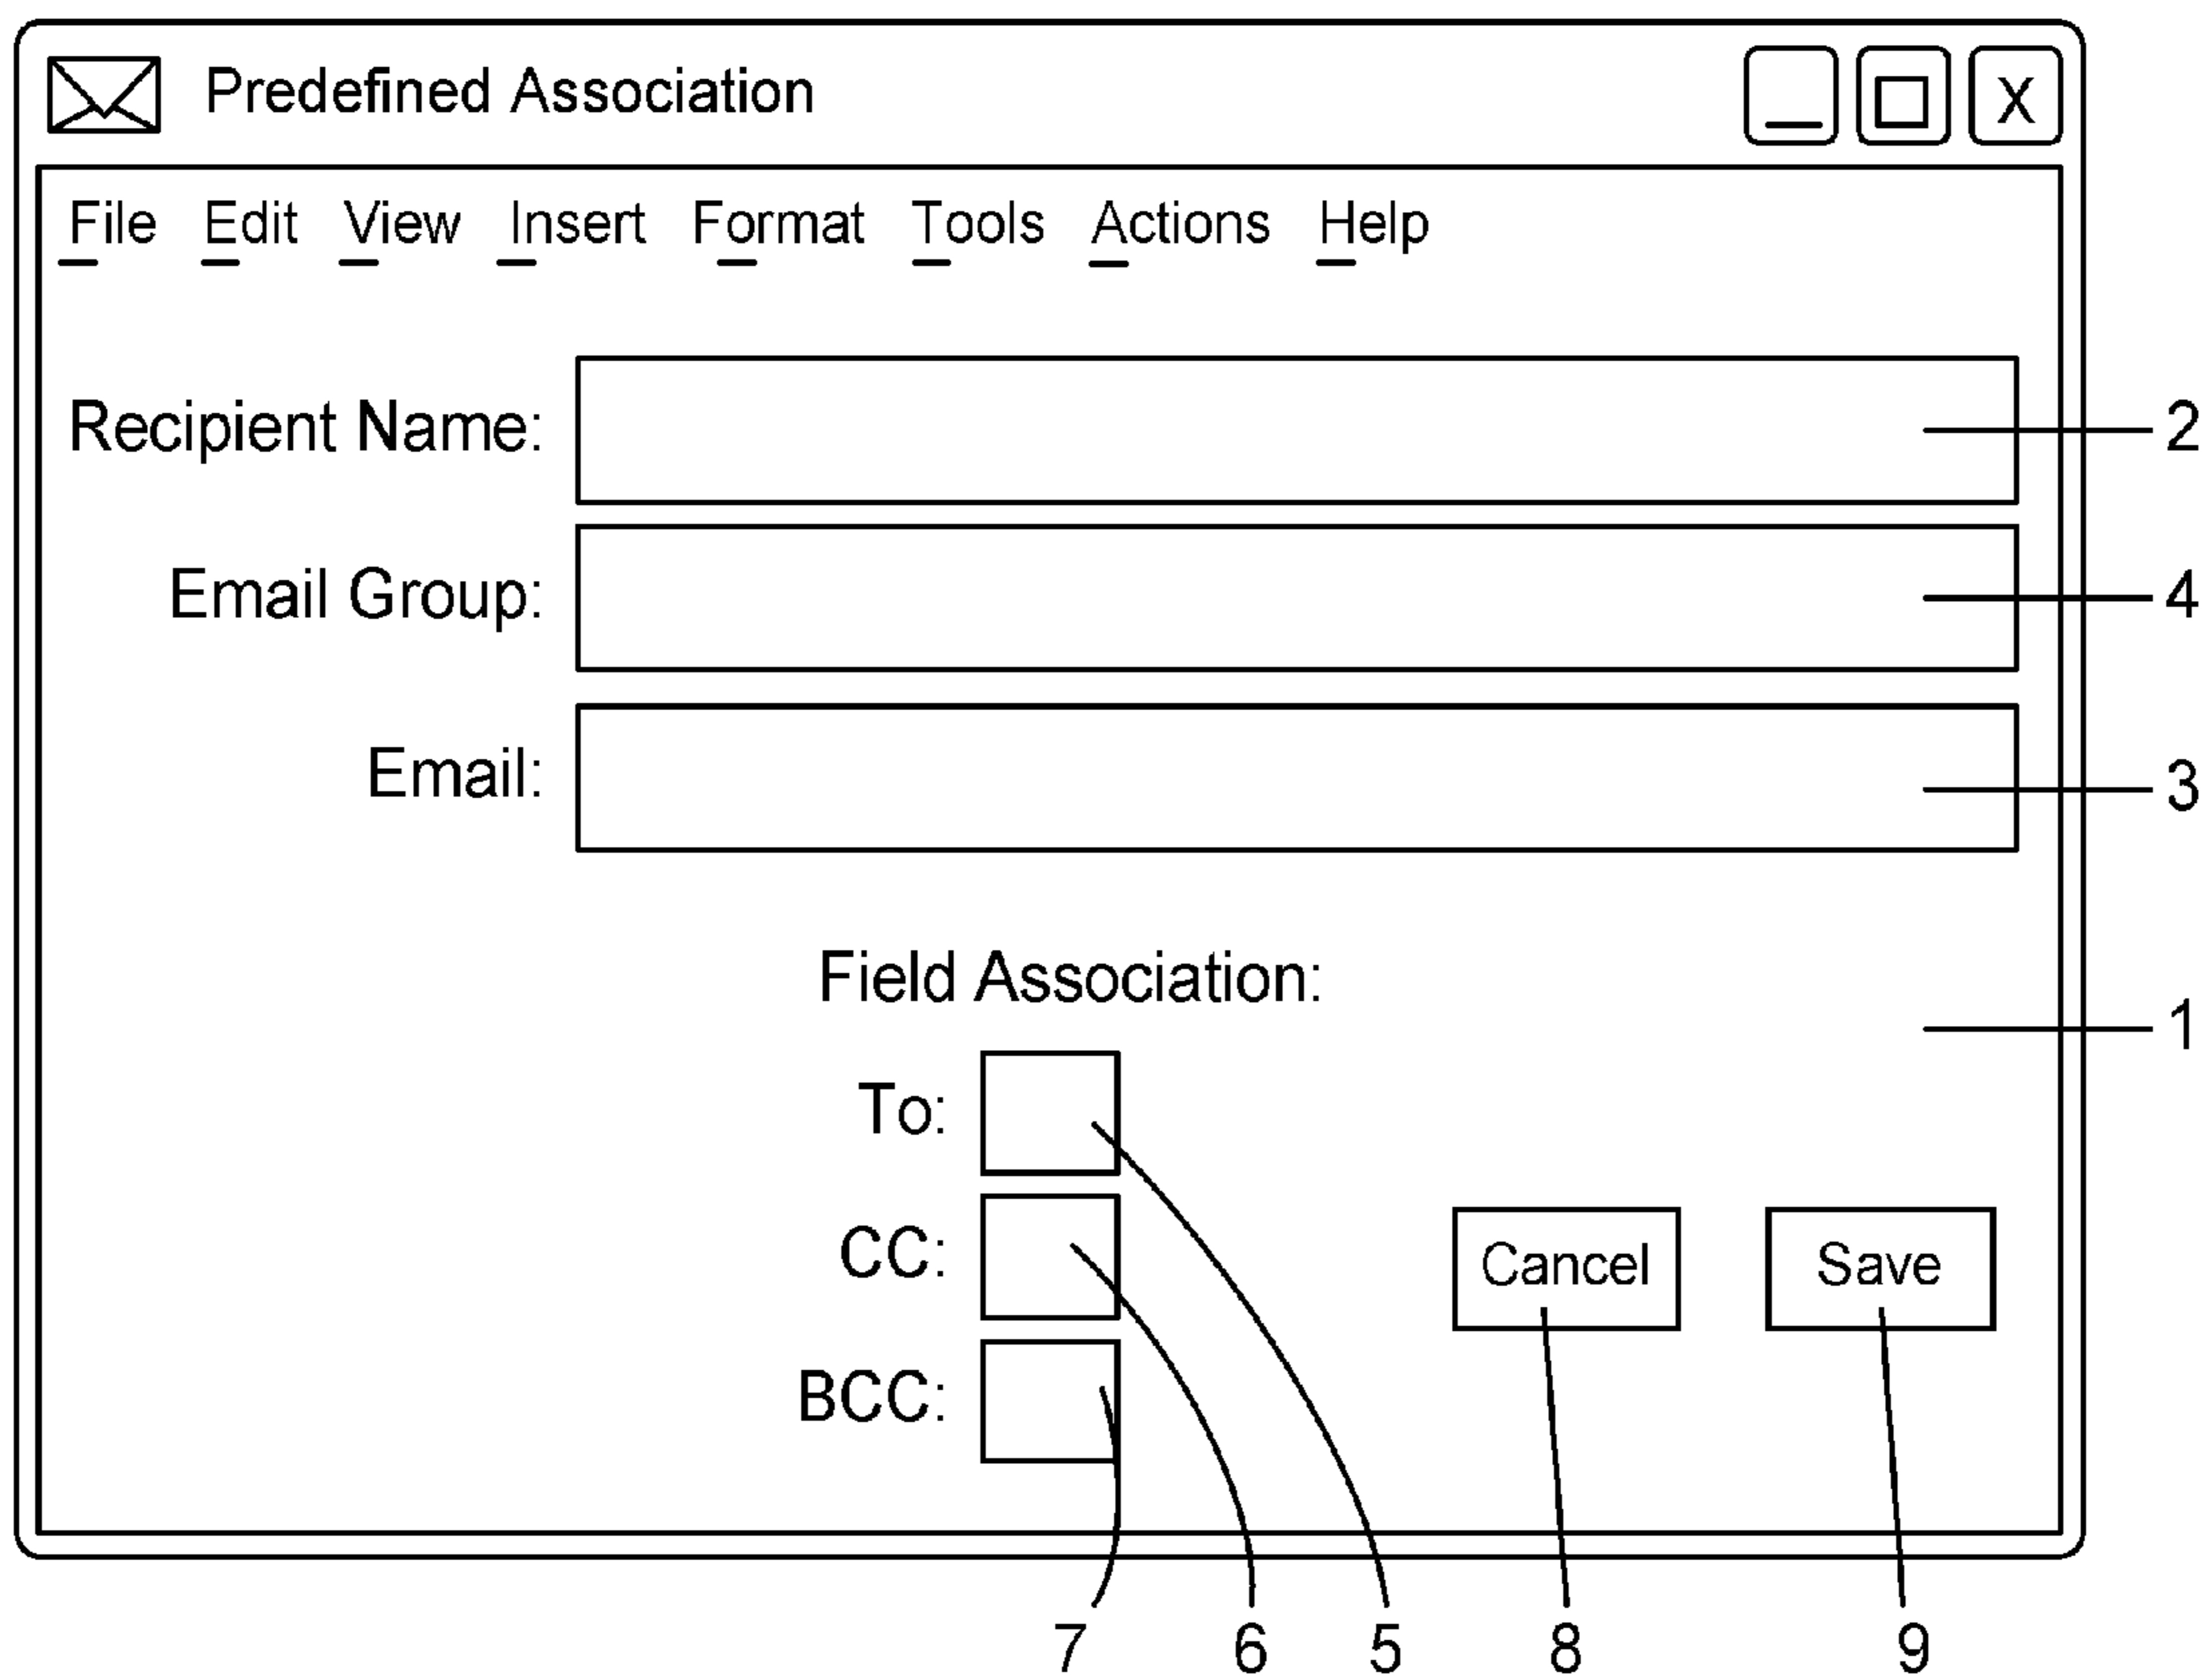 Predefined Association X
File Edit View Insert Format Tools Actions Help
Recipient Name: 2
Email Group: 4
Email: 3
Field Association:
1
To:
CC: Cancel Save
BCC:
7 6 5 8 9